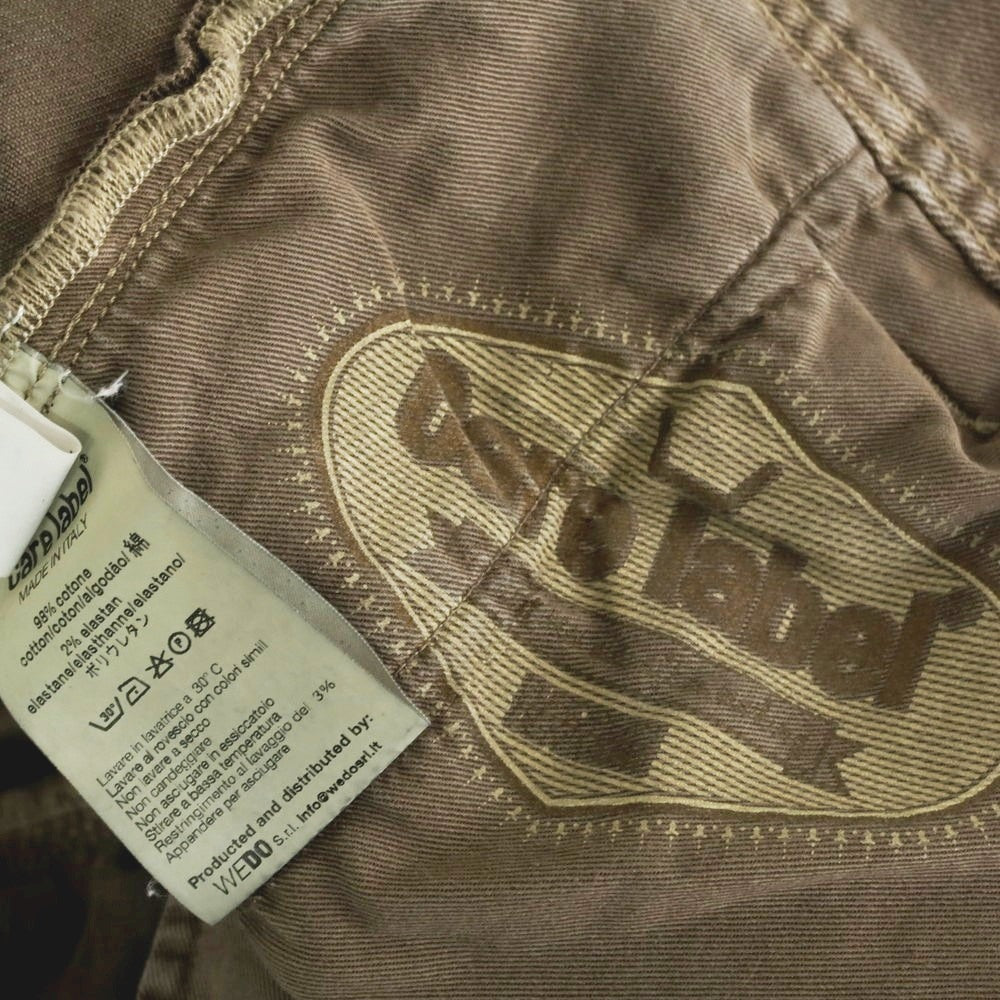 care label®
MADE IN ITALY
98% cotone
cotton/coton/algodão/ 綿
2% elastan
elastane/elasthanne/elastanol
ポリウレタン
30°
Lavare in lavatrice a 30° C
Lavare al rovescio con colori simili
Non lavare a secco
Non candeggiare
Non asciugare in essiccatoio
Stirare a bassa temperatura
Restringimento al lavaggio del 3%
Appendere per asciugare
Produced and distributed by:
WEDO s.r.l. info@wedosrl.it
care label